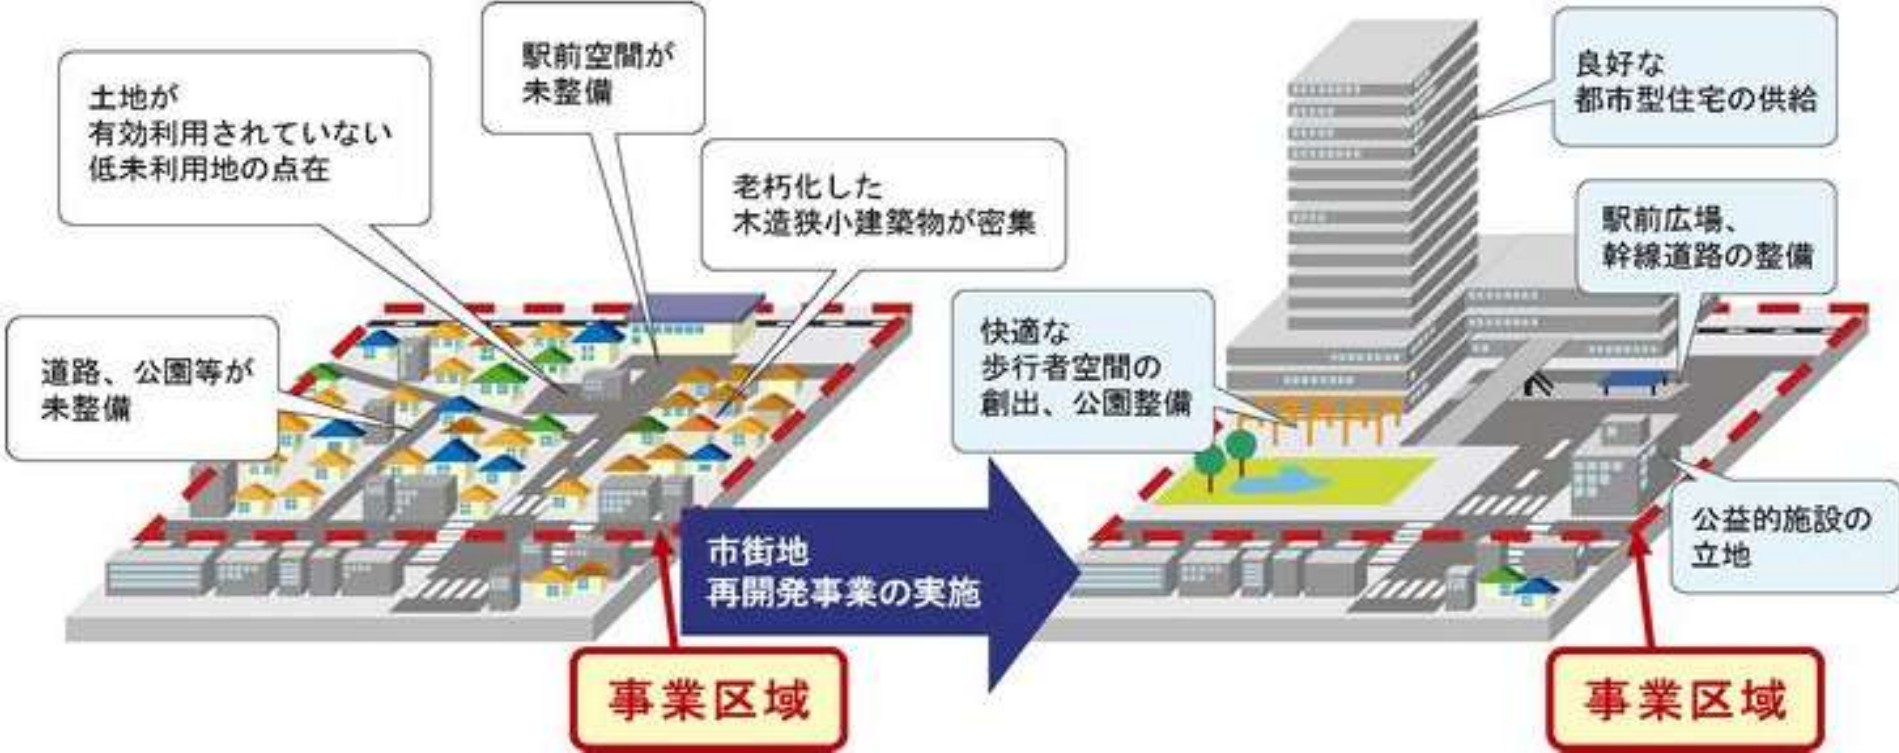 土地が
有効利用されていない
低未利用地の点在
駅前空間が
未整備
老朽化した
木造狭小建築物が密集
道路、公園等が
未整備
事業区域
市街地
再開発事業の実施
良好な
都市型住宅の供給
駅前広場、
幹線道路の整備
快適な
歩行者空間の
創出、公園整備
公益的施設の
立地
事業区域